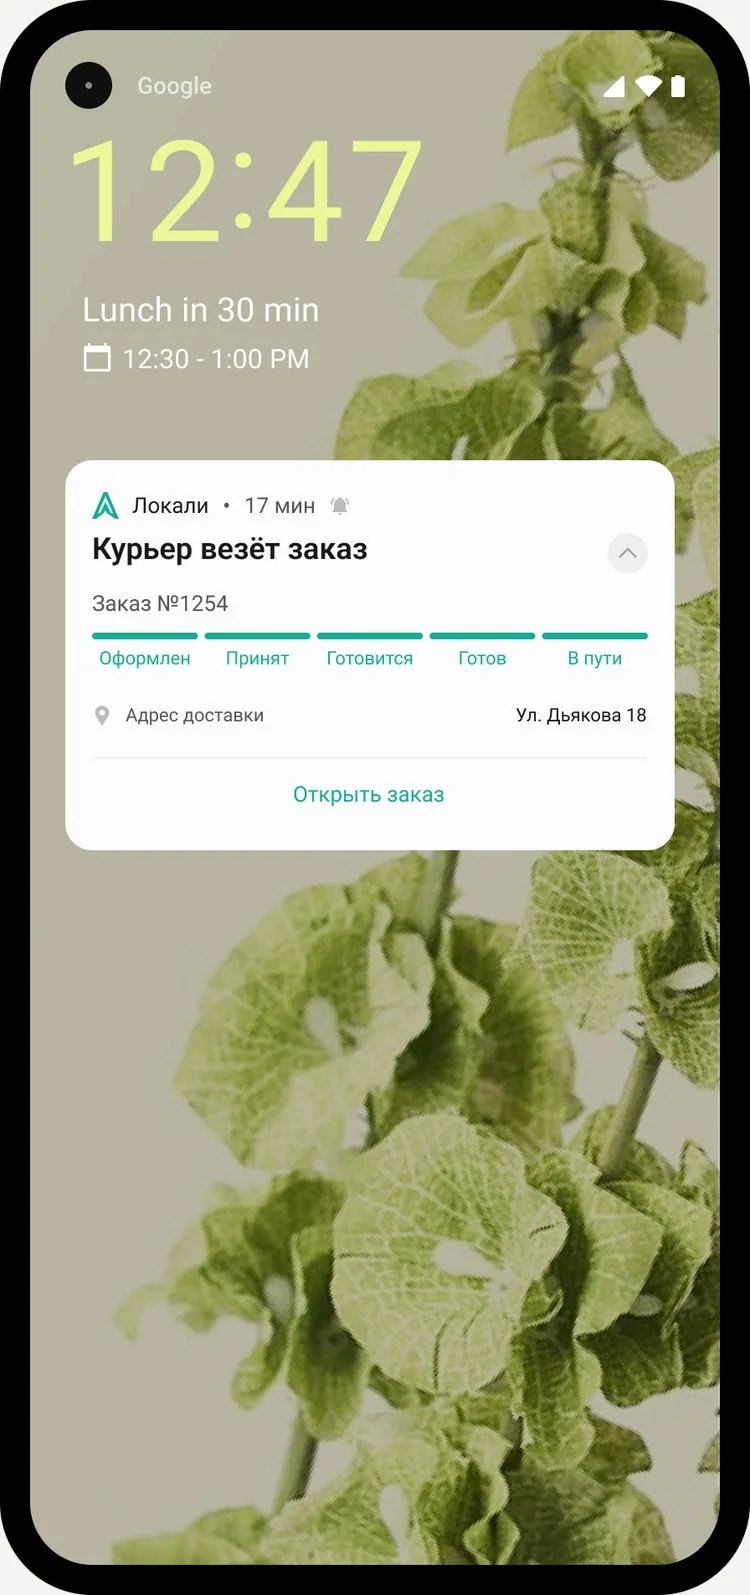 Google
12:47
Lunch in 30 min
12:30 - 1:00 PM
Локали • 17 мин
Курьер везёт заказ
Заказ №1254
Оформлен Принят Готовится Готов В пути
Адрес доставки Ул. Дьякова 18
Открыть заказ